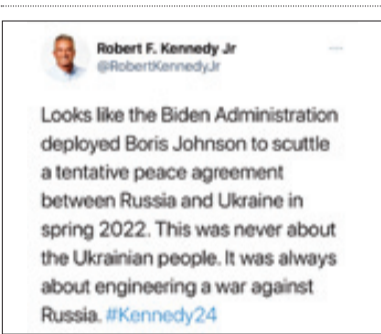 Robert F. Kennedy Jr
@RobertKennedyJr
Looks like the Biden Administration
deployed Boris Johnson to scuttle
a tentative peace agreement
between Russia and Ukraine in
spring 2022. This was never about
the Ukrainian people. It was always
about engineering a war against
Russia. #Kennedy24